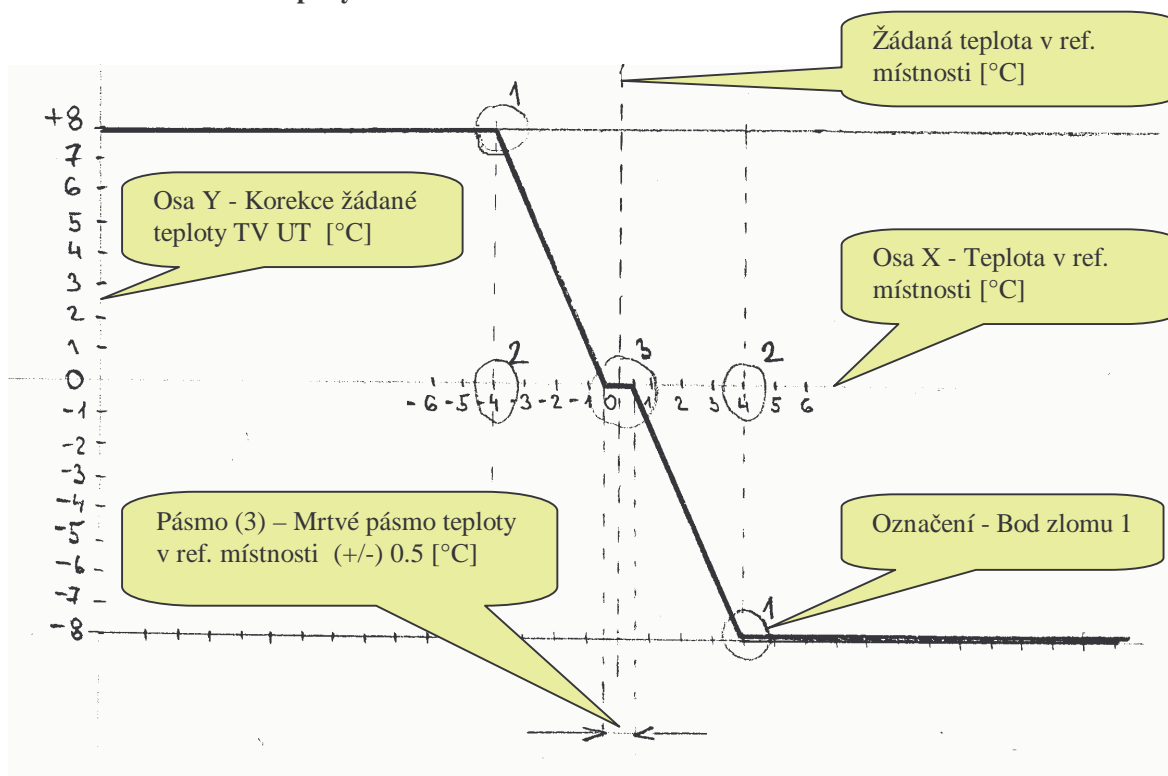 Žádaná teplota v ref.
místnosti [°C]
1
+8
7
6
5
4
3
2
1
0
-1
-2
-3
-4
-5
-6
-7
-8
Osa Y - Korekce žádané
teploty TV UT [°C]
Osa X - Teplota v ref.
místnosti [°C]
2
3
2
-6 -5 -4 -3 -2 -1 0 1 2 3 4 5 6
Pásmo (3) – Mrtvé pásmo teploty
v ref. místnosti (+/-) 0.5 [°C]
Označení - Bod zlomu 1
1